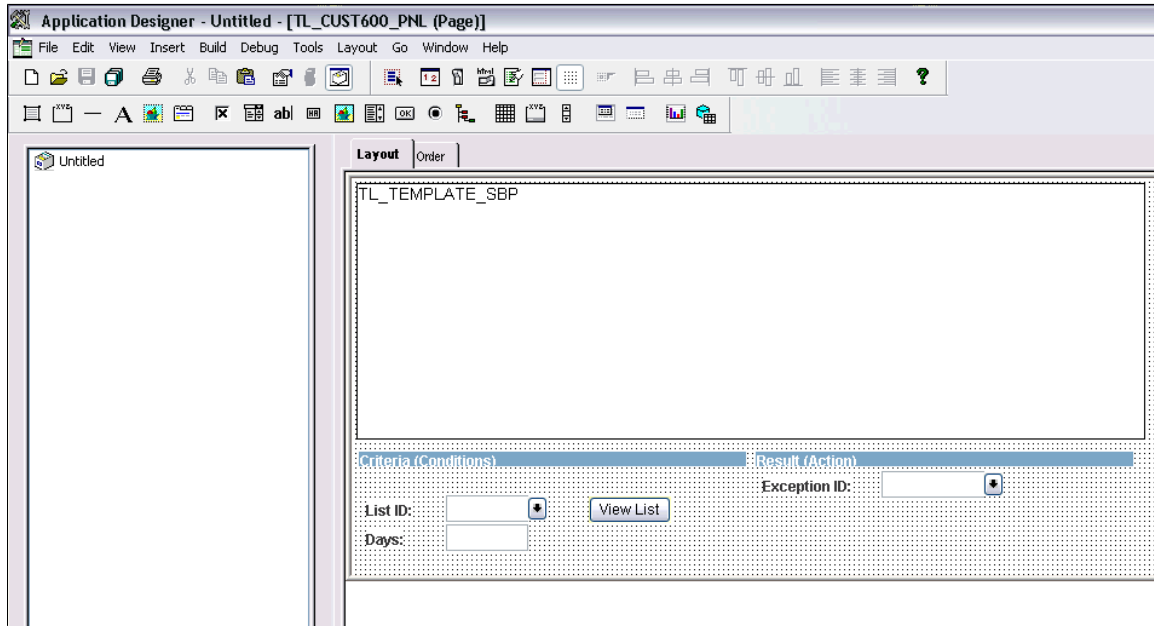 Application Designer - Untitled - [TL_CUST600_PNL (Page)]
File Edit View Insert Build Debug Tools Layout Go Window Help
Untitled
Layout Order
TL_TEMPLATE_SBP
Criteria (Conditions) Result (Action)
Exception ID:
List ID: View List
Days: